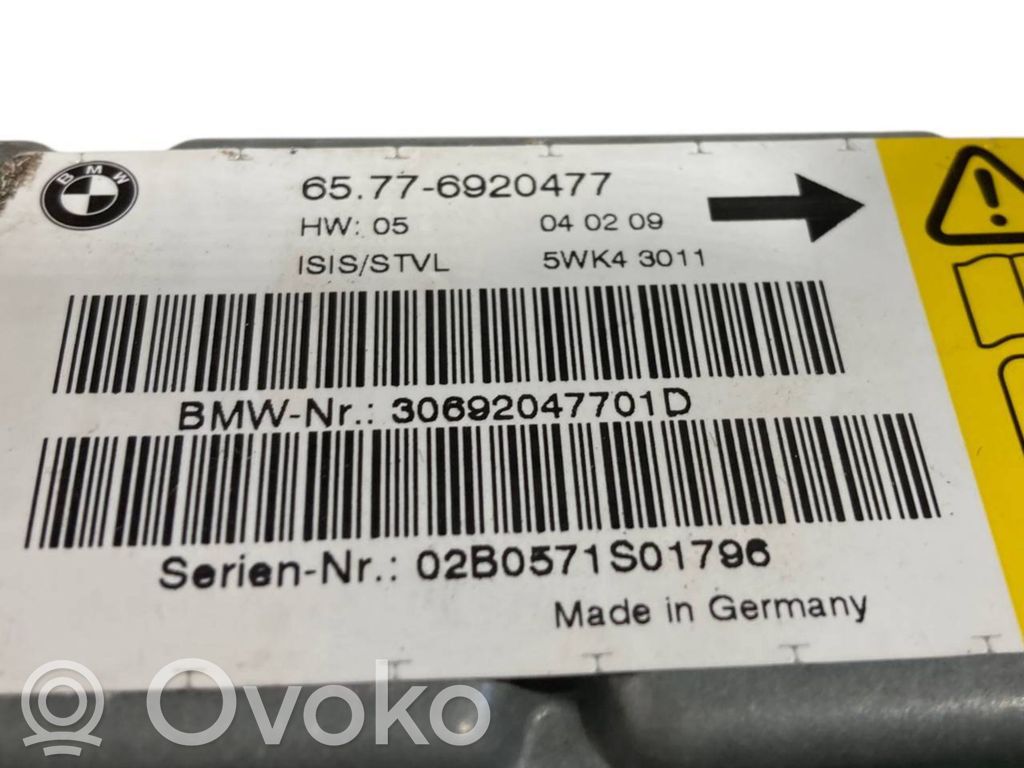 BMW
65.77-6920477
HW: 05 04 02 09
ISIS/STVL 5WK4 3011
BMW-Nr.: 30692047701D
Serien-Nr.: 02B0571S01796
Made in Germany
Ovoko